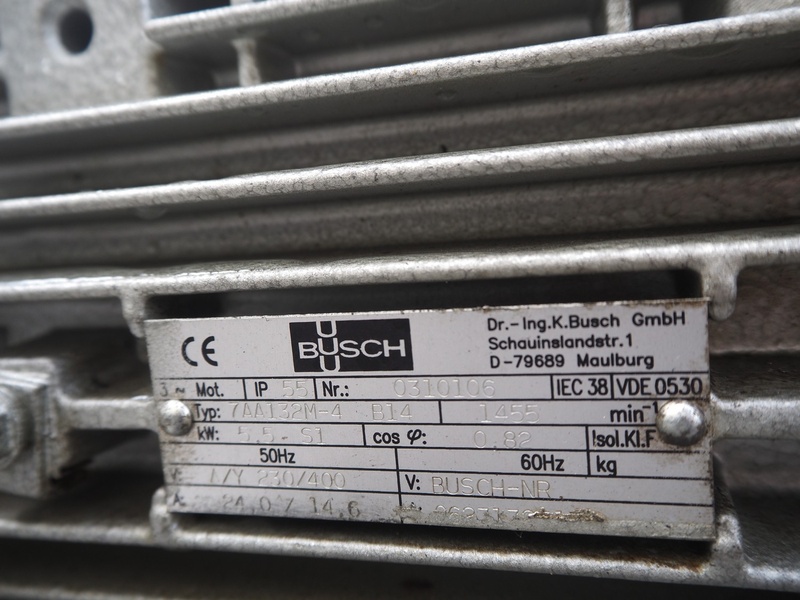 CE
BUSCH
Dr.-Ing.K.Busch GmbH
Schauinslandstr.1
D-79689 Maulburg
3~ Mot. IP 55 Nr.: 0310106 IEC 38 VDE 0530
Typ: 7AA132M-4 B14 1455 min-1
kW: 5.5 - S1 cos φ: 0.82 Isol.Kl.F
50Hz 60Hz kg
V: Δ/Y 230/400 V: BUSCH-NR.
A: 24.0 / 14.6